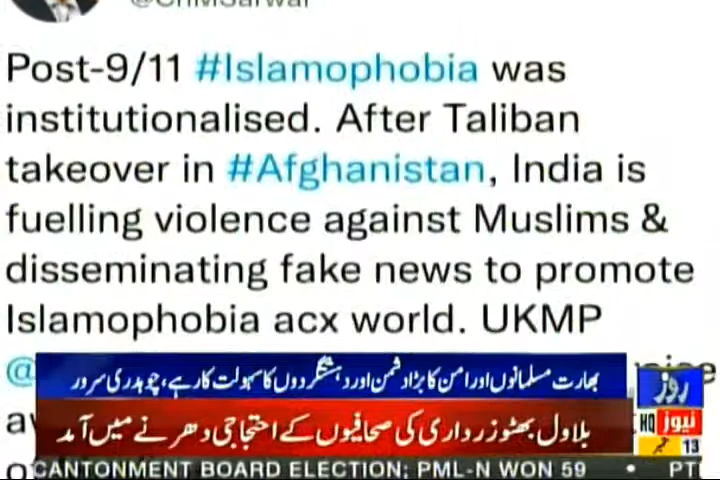 Post-9/11 #Islamophobia was
institutionalised. After Taliban
takeover in #Afghanistan, India is
fuelling violence against Muslims &
disseminating fake news to promote
Islamophobia acx world. UKMP
@
بھارت مسلمانوں اور امن کا بڑا دشمن اور دہشتگردوں کا سہولت کار ہے، چوہدری سرور
روز
بلاول بھٹو زرداری کی صحافیوں کے احتجاجی دھرنے میں آمد
HQ نیوز
13 ستمبر
CANTONMENT BOARD ELECTION; PML-N WON 59 • PT